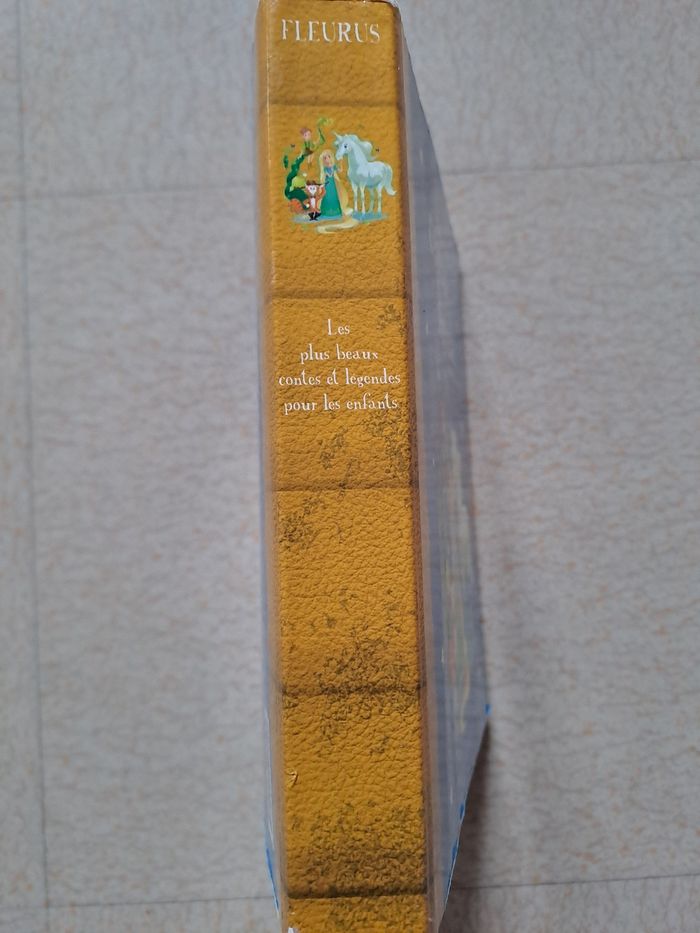 FLEURUS
Les
plus beaux
contes et légendes
pour les enfants